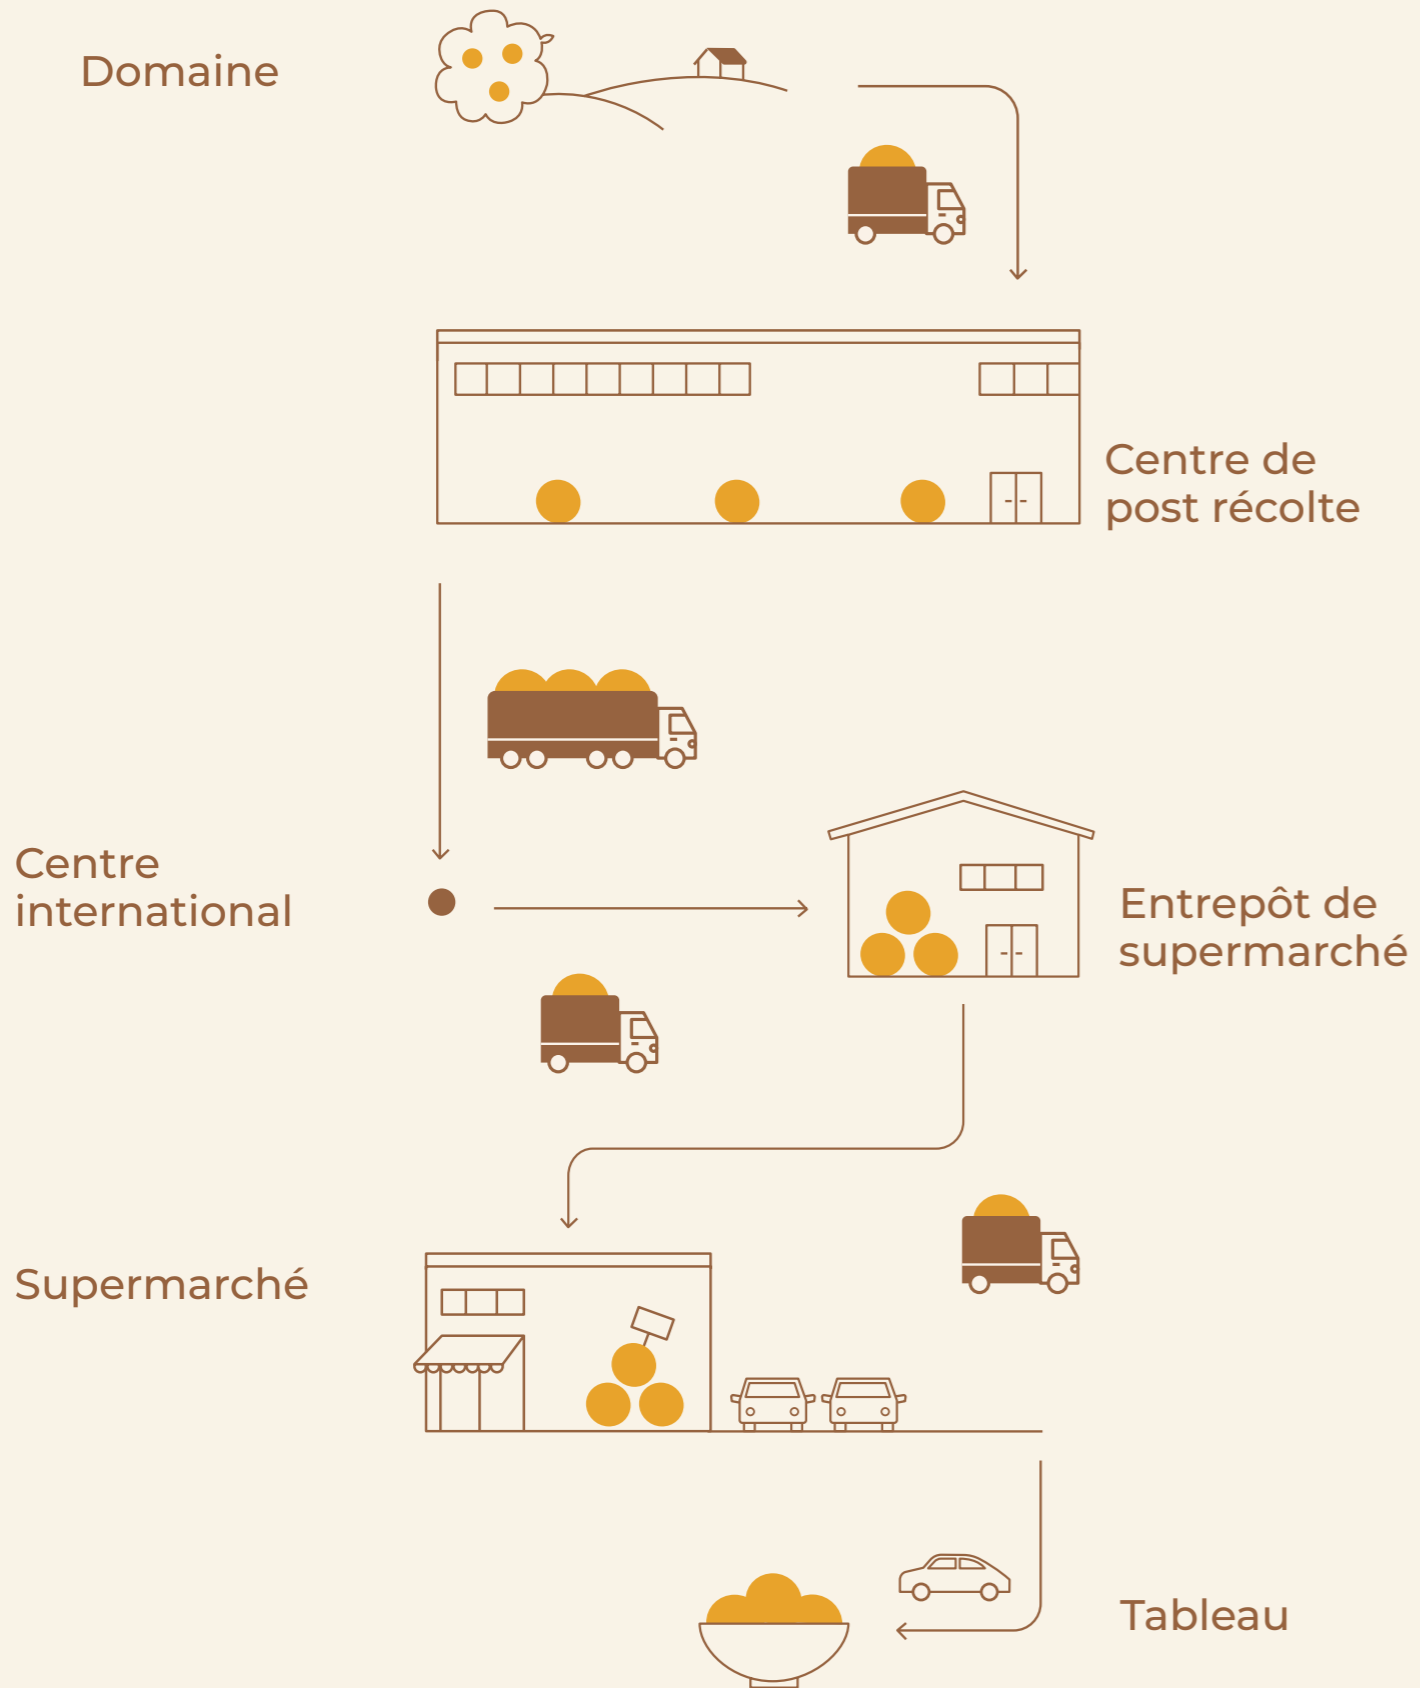 Domaine
Centre de
post récolte
Centre
international
Entrepôt de
supermarché
Supermarché
Tableau